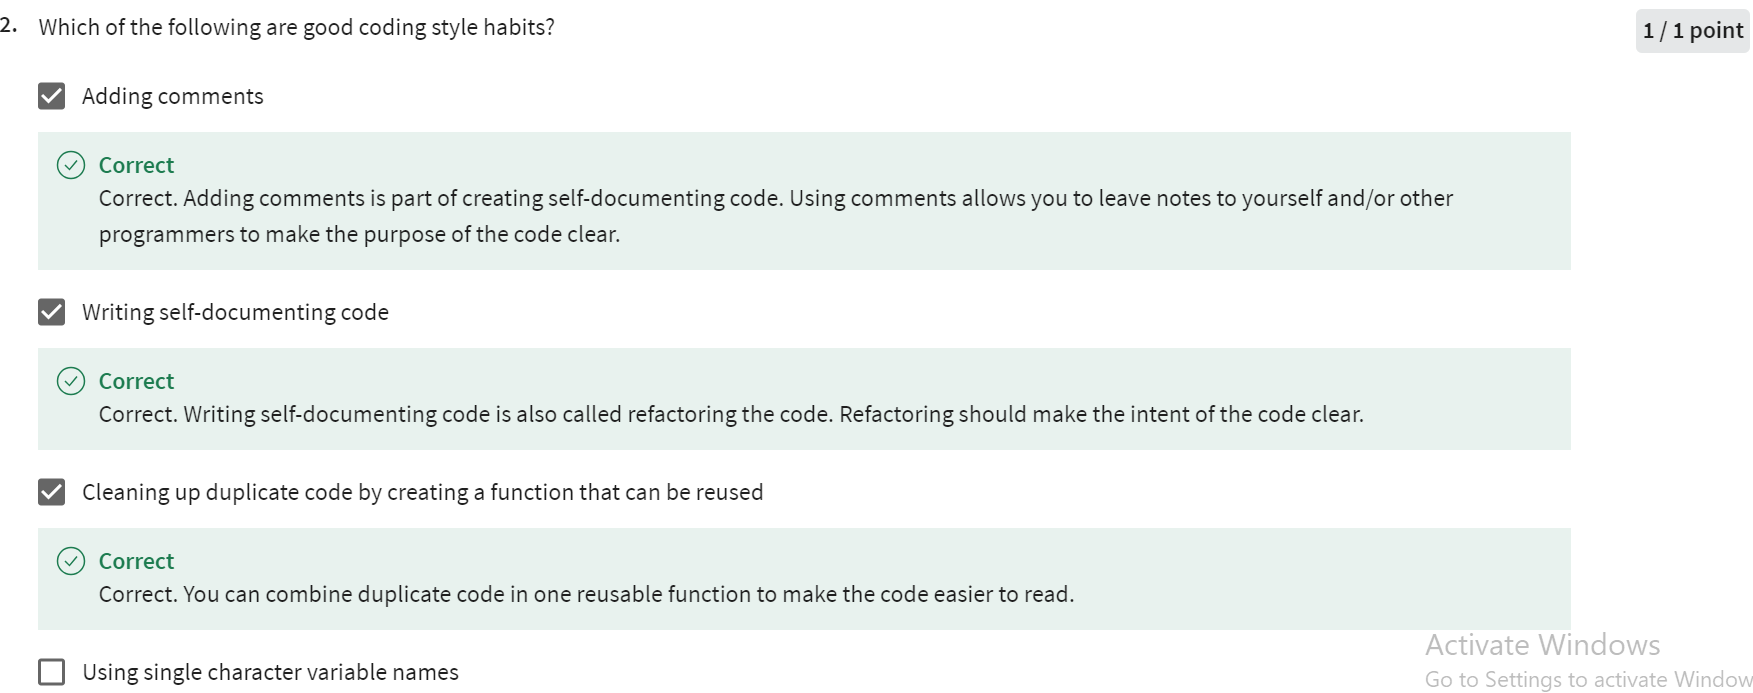 2. Which of the following are good coding style habits?
1 / 1 point
Adding comments
Correct
Correct. Adding comments is part of creating self-documenting code. Using comments allows you to leave notes to yourself and/or other
programmers to make the purpose of the code clear.
Writing self-documenting code
Correct
Correct. Writing self-documenting code is also called refactoring the code. Refactoring should make the intent of the code clear.
Cleaning up duplicate code by creating a function that can be reused
Correct
Correct. You can combine duplicate code in one reusable function to make the code easier to read.
Using single character variable names
Activate Windows
Go to Settings to activate Window